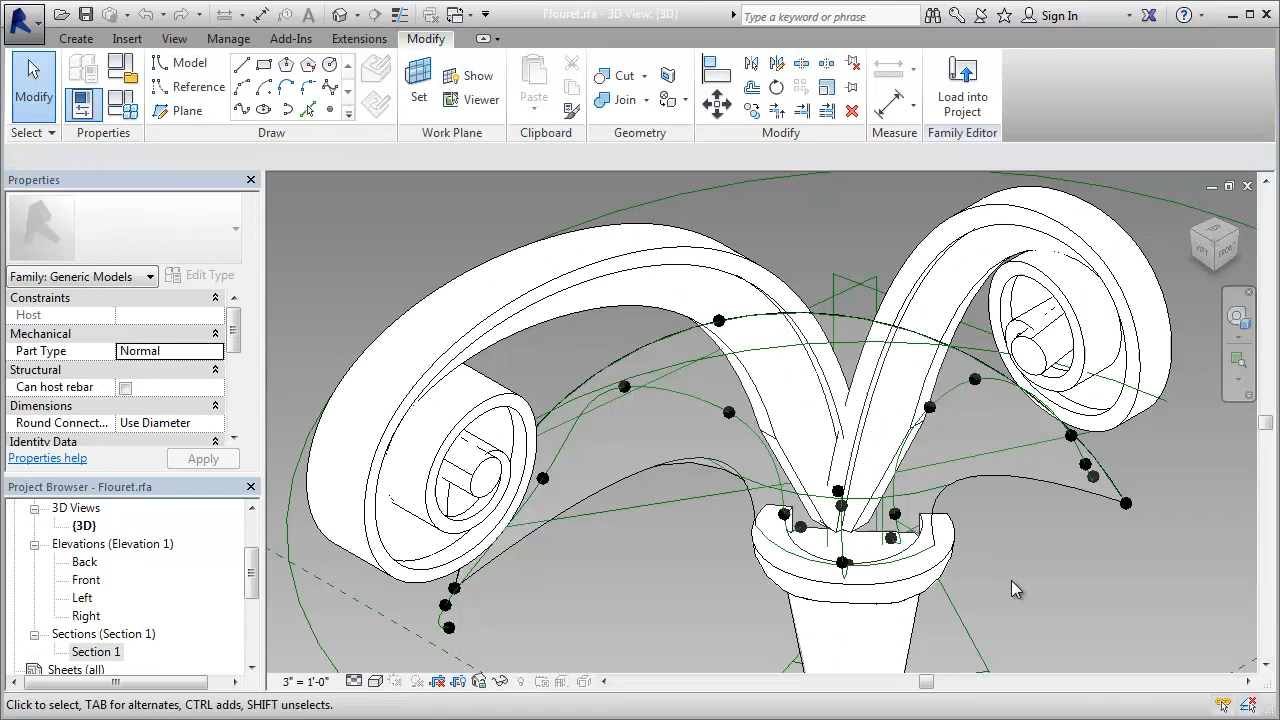 Flouret.rfa - 3D View: {3D}
Type a keyword or phrase
Sign In
Create
Insert
View
Manage
Add-Ins
Extensions
Modify
Modify
Select
Properties
Model
Reference
Plane
Draw
Set
Show
Viewer
Work Plane
Paste
Clipboard
Cut
Join
Geometry
Modify
Measure
Load into
Project
Family Editor
Properties
Family: Generic Models
Edit Type
Constraints
Host
Mechanical
Part Type
Normal
Structural
Can host rebar
Dimensions
Round Connect...
Use Diameter
Identity Data
Properties help
Apply
Project Browser - Flouret.rfa
3D Views
{3D}
Elevations (Elevation 1)
Back
Front
Left
Right
Sections (Section 1)
Section 1
Sheets (all)
3" = 1'-0"
Click to select, TAB for alternates, CTRL adds, SHIFT unselects.
:0